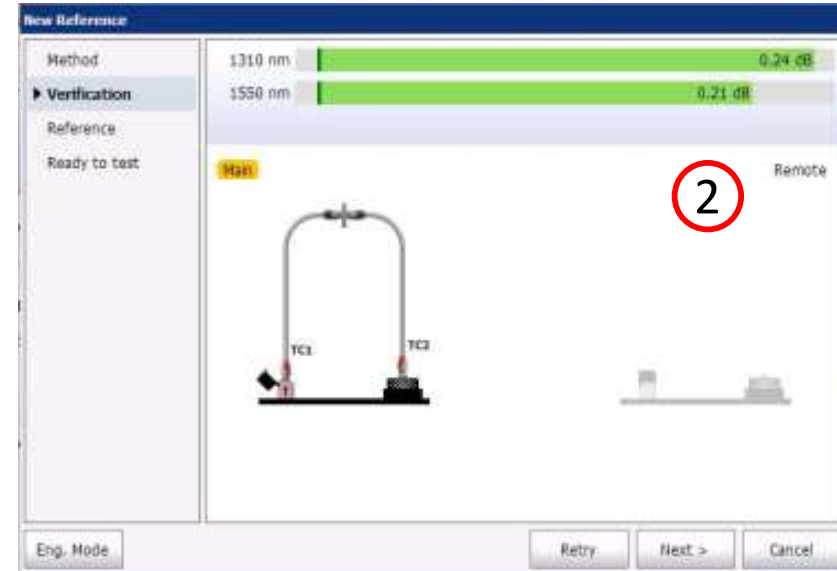 New Reference
Method
Verification
Reference
Ready to test
1310 nm 0.24 dB
1550 nm 0.21 dB
Main
Remote
2
TC1
TC2
Eng. Mode
Retry
Next >
Cancel